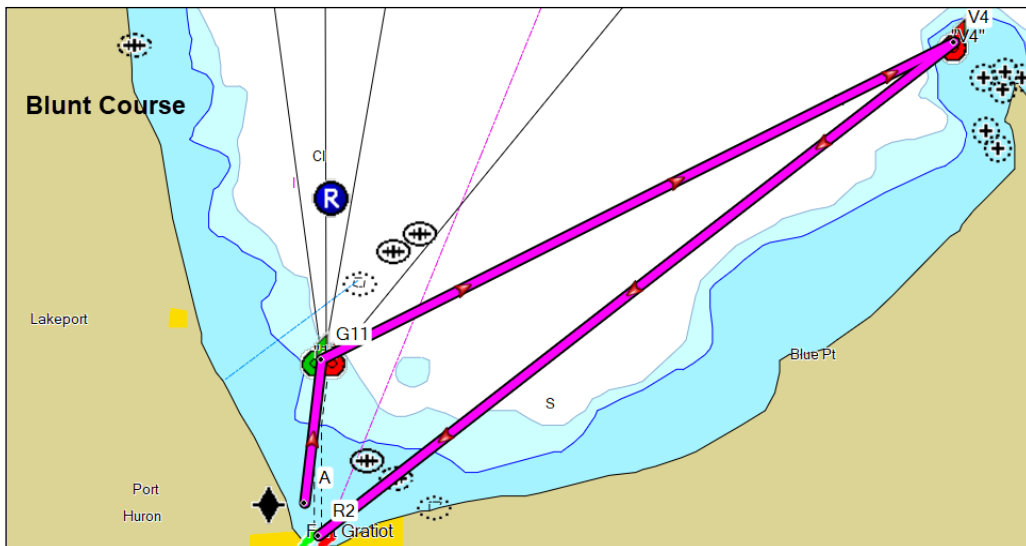 V4
"V4"
Blunt Course
Cl
I
R
G11
Lakeport
Blue Pt
S
A
Port
Huron
R2
Gratiot